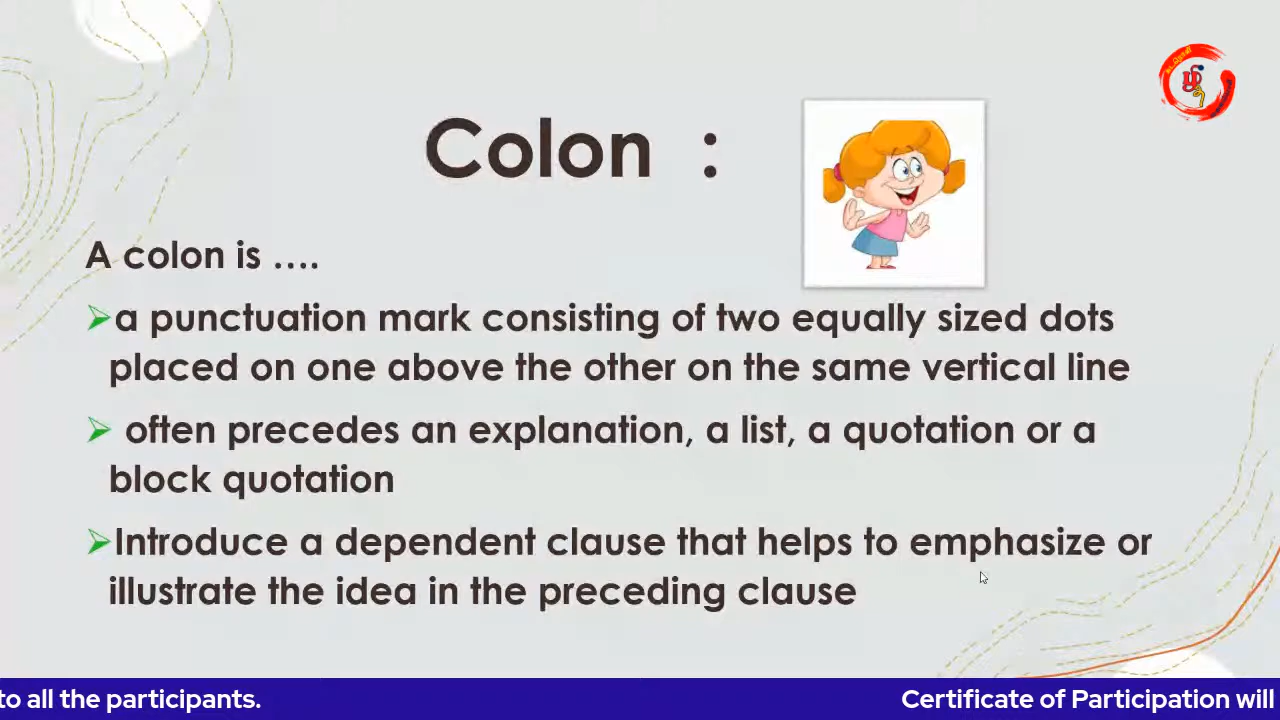 Colon :
A colon is ….
➢a punctuation mark consisting of two equally sized dots
placed on one above the other on the same vertical line
➢ often precedes an explanation, a list, a quotation or a
block quotation
➢Introduce a dependent clause that helps to emphasize or
illustrate the idea in the preceding clause
to all the participants.
Certificate of Participation will